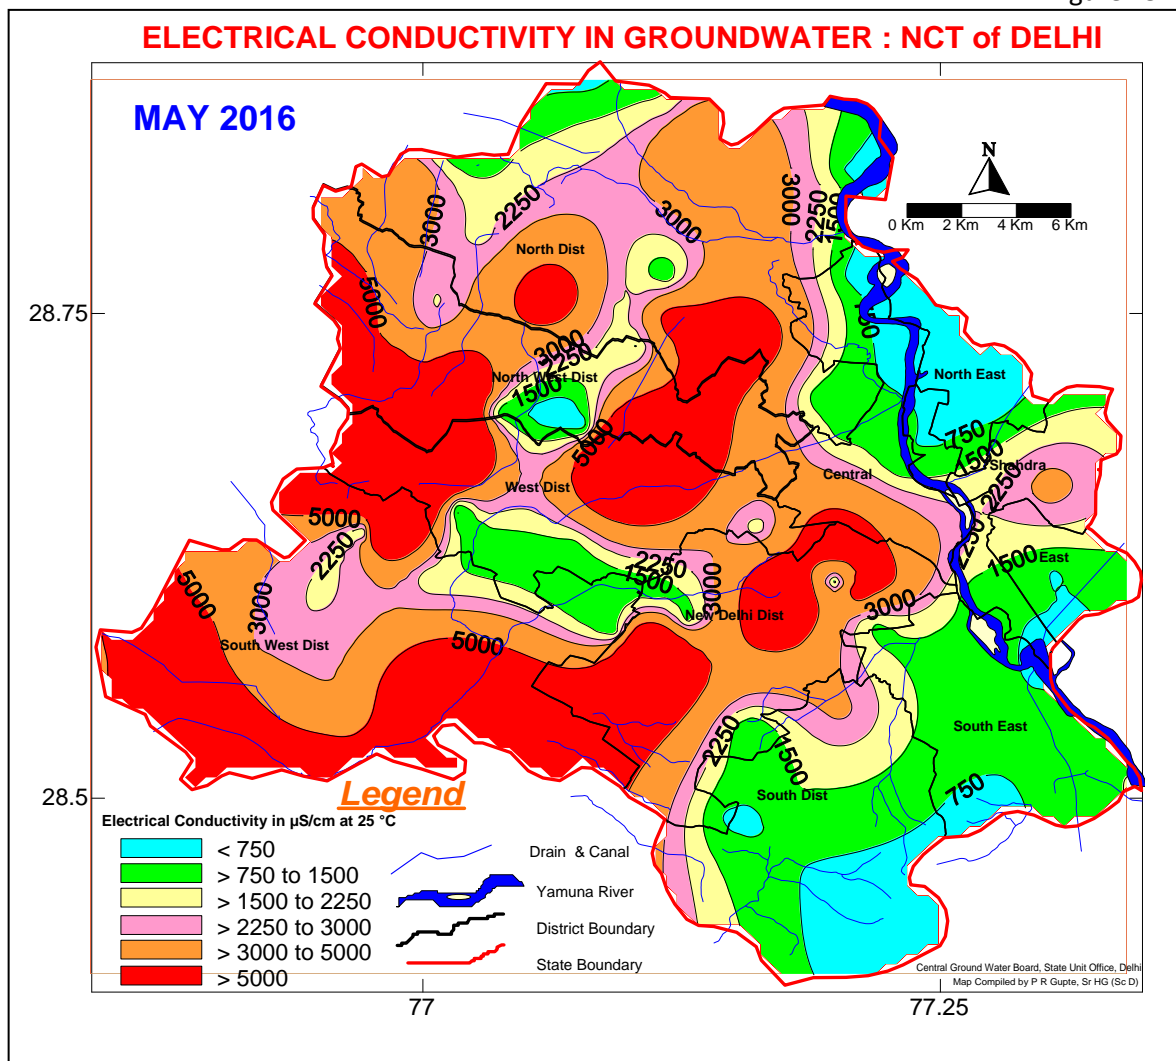 ELECTRICAL CONDUCTIVITY IN GROUNDWATER : NCT of DELHI
MAY 2016
N
0 Km 2 Km 4 Km 6 Km
28.75
28.5
77
77.25
3000
2250
3000
3000
2250
1500
North Dist
5000
3000
2250
North West Dist
1500
North East
750
1500
Shahdra
2250
5000
Central
West Dist
5000
2250
2250
1500
3000
2250
1500
East
5000
3000
New Delhi Dist
3000
5000
South West Dist
2250
1500
South East
750
South Dist
Legend
Electrical Conductivity in µS/cm at 25 °C
< 750
> 750 to 1500
> 1500 to 2250
> 2250 to 3000
> 3000 to 5000
> 5000
Drain & Canal
Yamuna River
District Boundary
State Boundary
Central Ground Water Board, State Unit Office, Delhi
Map Compiled by P R Gupte, Sr HG (Sc D)